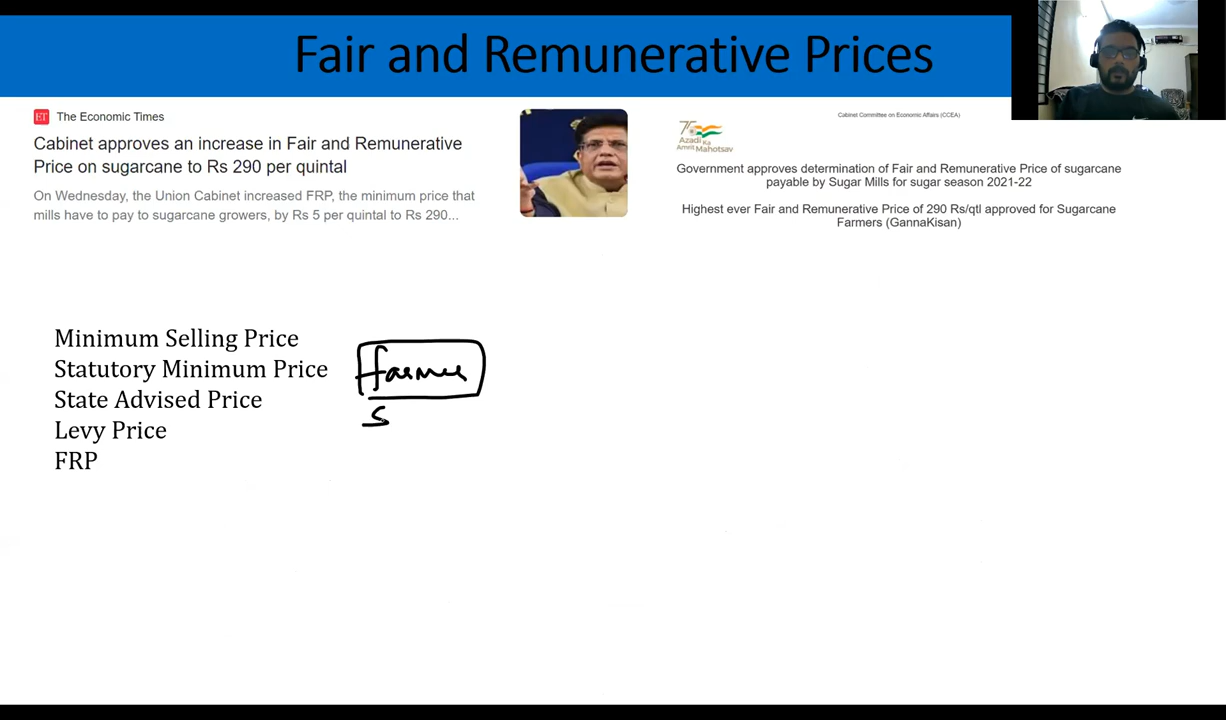 Fair and Remunerative Prices
ET The Economic Times
Cabinet approves an increase in Fair and Remunerative
Price on sugarcane to Rs 290 per quintal
On Wednesday, the Union Cabinet increased FRP, the minimum price that
mills have to pay to sugarcane growers, by Rs 5 per quintal to Rs 290...
Cabinet Committee on Economic Affairs (CCEA)
75
Azadi Ka
Amrit Mahotsav
Government approves determination of Fair and Remunerative Price of sugarcane
payable by Sugar Mills for sugar season 2021-22
Highest ever Fair and Remunerative Price of 290 Rs/qtl approved for Sugarcane
Farmers (GannaKisan)
Minimum Selling Price
Statutory Minimum Price
State Advised Price
Levy Price
FRP
farmer
S